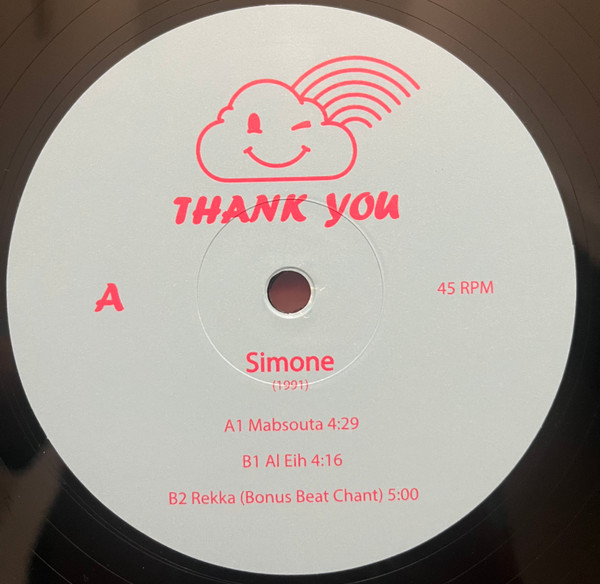 THANK YOU
A
45 RPM
Simone
(1991)
A1 Mabsouta 4:29
B1 Al Eih 4:16
B2 Rekka (Bonus Beat Chant) 5:00